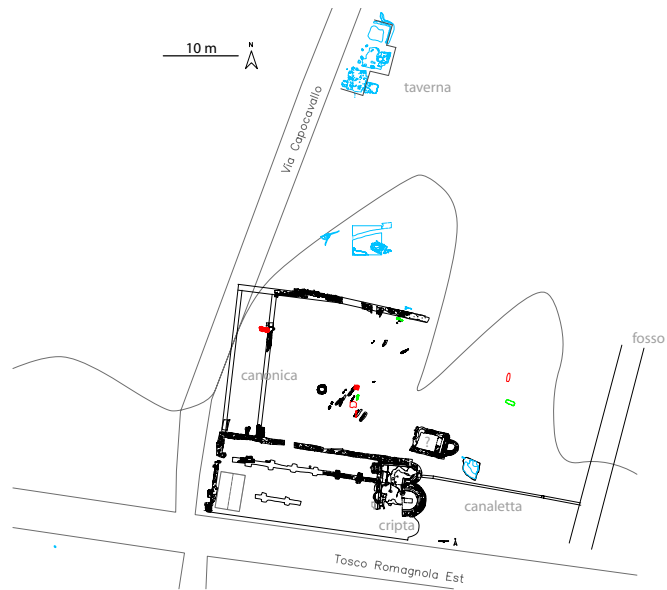 10 m
N
taverna
Via Capocavallo
fosso
canonica
?
canaletta
cripta
Tosco Romagnola Est